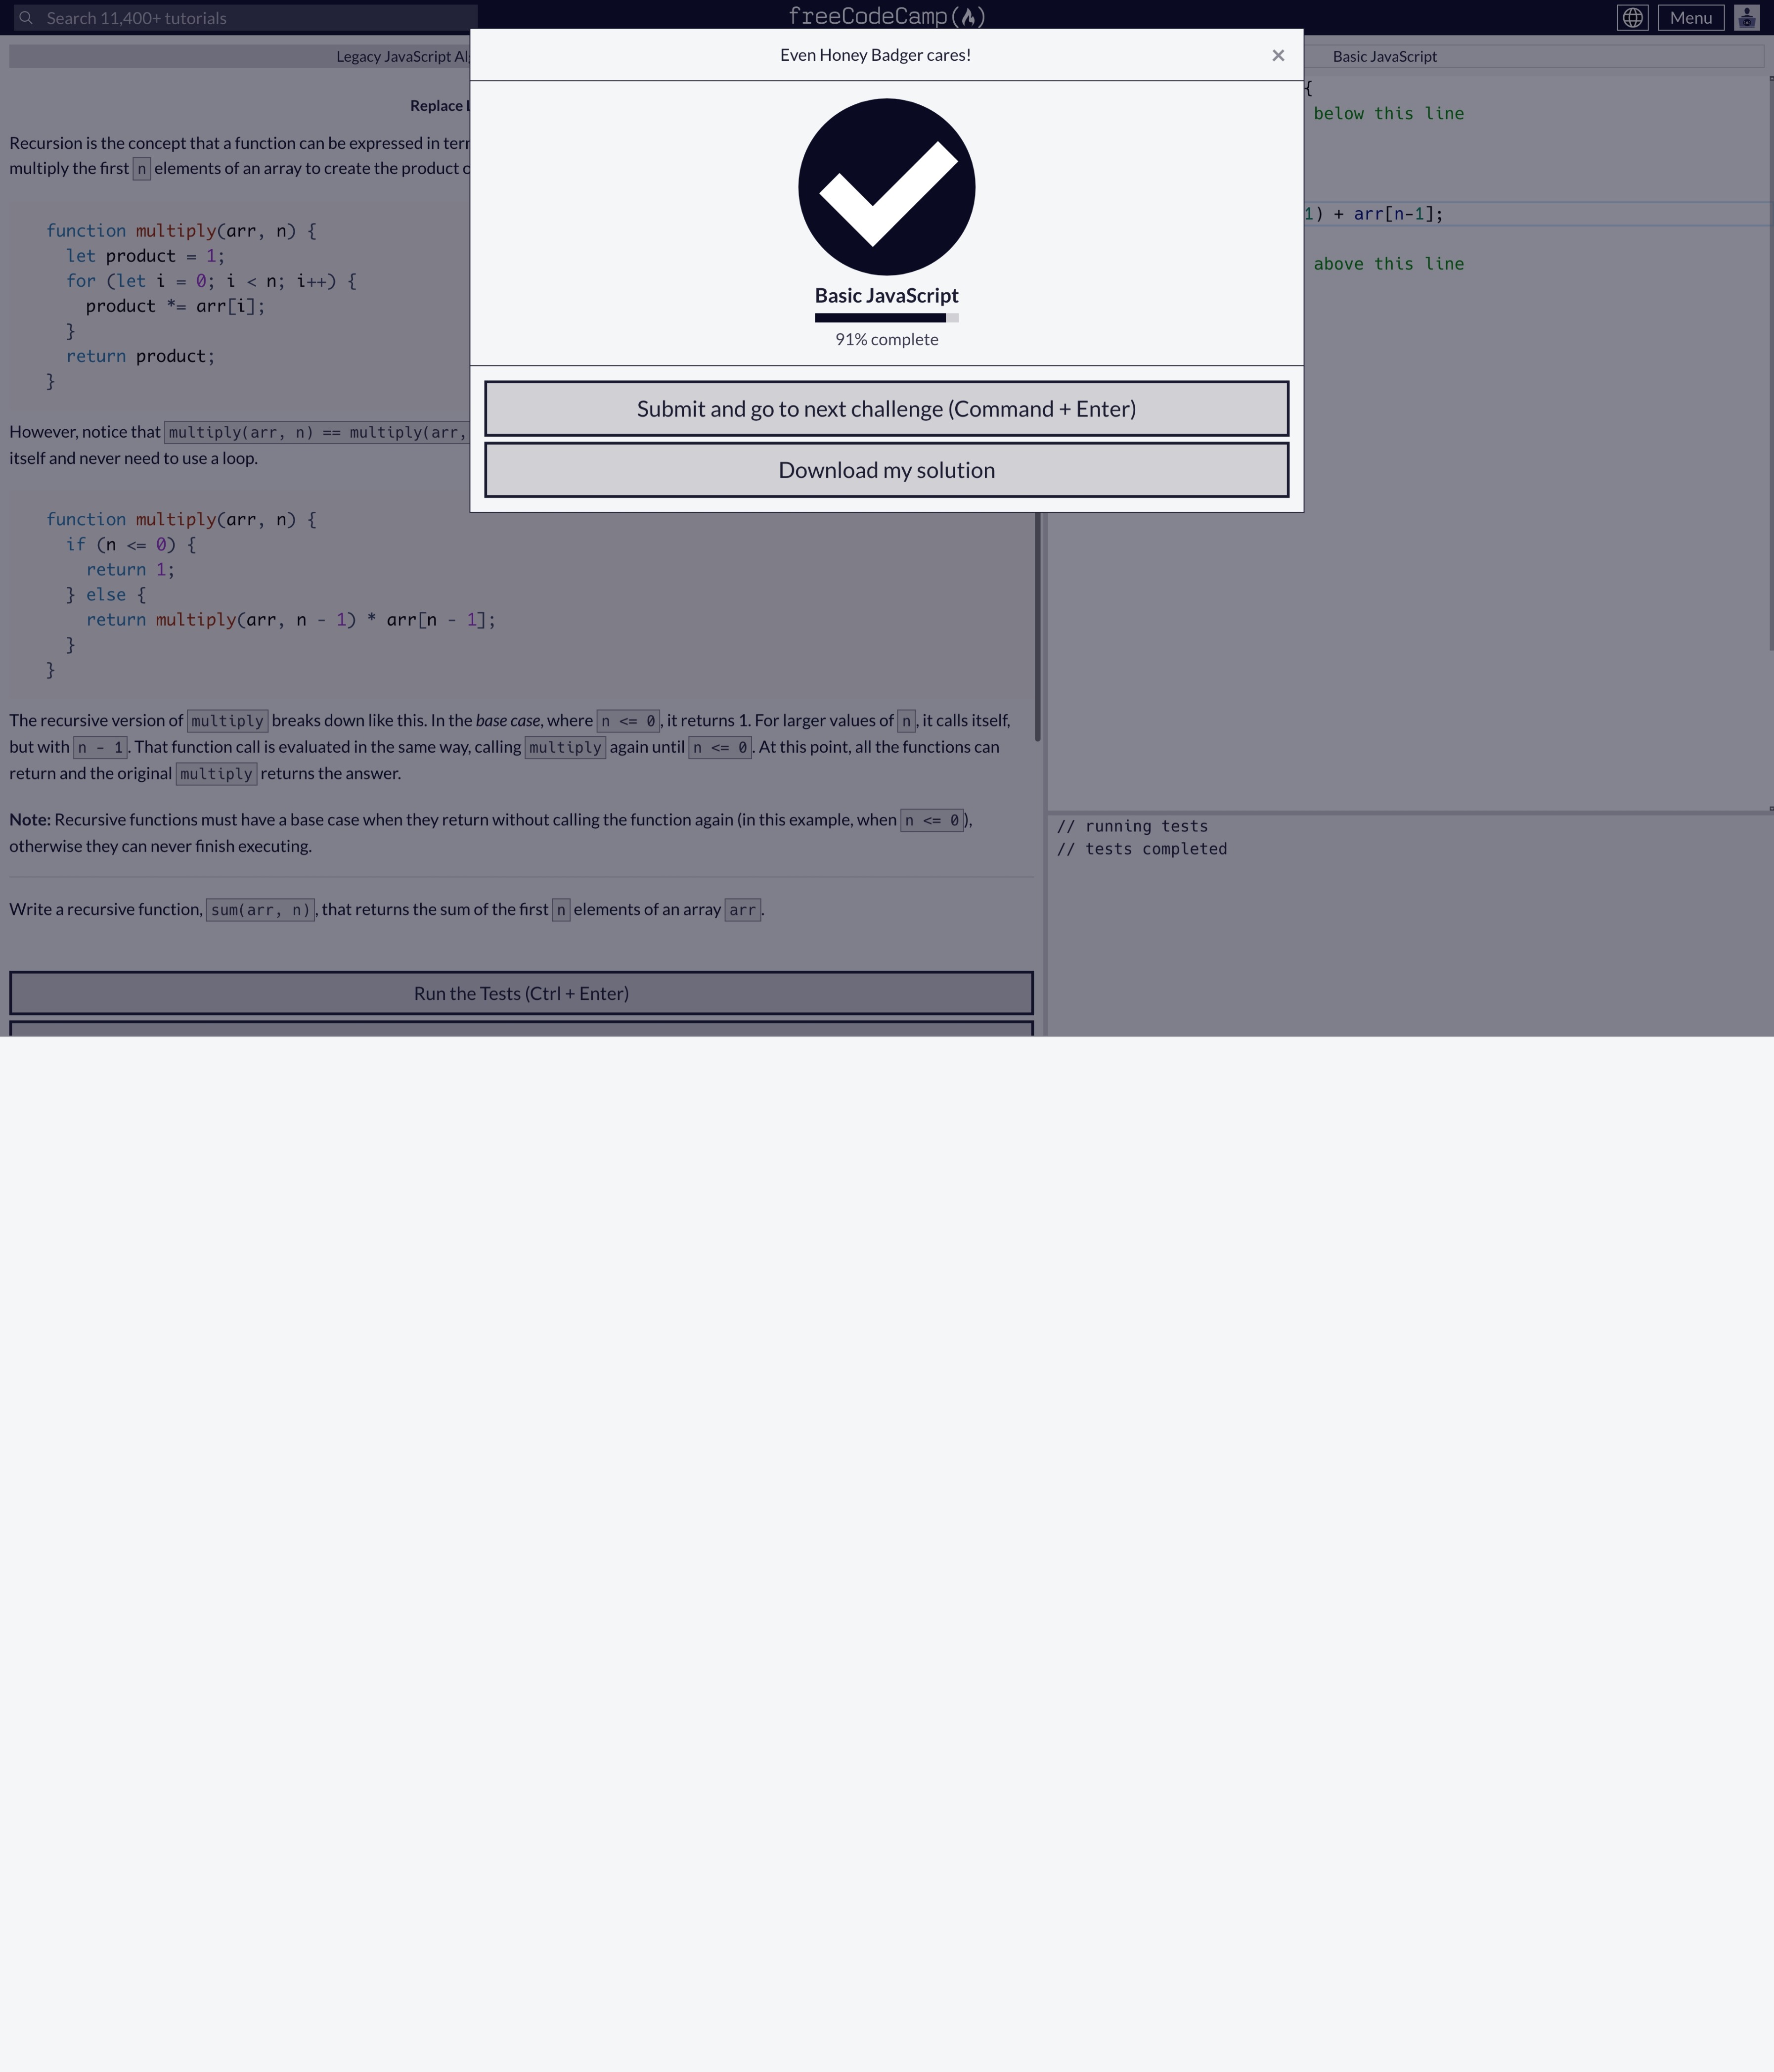 Search 11,400+ tutorials
freeCodeCamp
Menu
Legacy JavaScript Al
Basic JavaScript
Even Honey Badger cares!
×
Basic JavaScript
91% complete
Submit and go to next challenge (Command + Enter)
Download my solution
Replace
Recursion is the concept that a function can be expressed in ter
multiply the first n elements of an array to create the product
function multiply(arr, n) {
let product = 1;
for (let i = 0; i < n; i++) {
product *= arr[i];
}
return product;
}
However, notice that multiply(arr, n) == multiply(arr,
itself and never need to use a loop.
function multiply(arr, n) {
if (n <= 0) {
return 1;
} else {
return multiply(arr, n - 1) * arr[n - 1];
}
}
The recursive version of multiply breaks down like this. In the base case, where n <= 0, it returns 1. For larger values of n, it calls itself,
but with n - 1. That function call is evaluated in the same way, calling multiply again until n <= 0. At this point, all the functions can
return and the original multiply returns the answer.
Note: Recursive functions must have a base case when they return without calling the function again (in this example, when n <= 0),
otherwise they can never finish executing.
Write a recursive function, sum(arr, n), that returns the sum of the first n elements of an array arr.
Run the Tests (Ctrl + Enter)
{
below this line
1) + arr[n-1];
above this line
// running tests
// tests completed